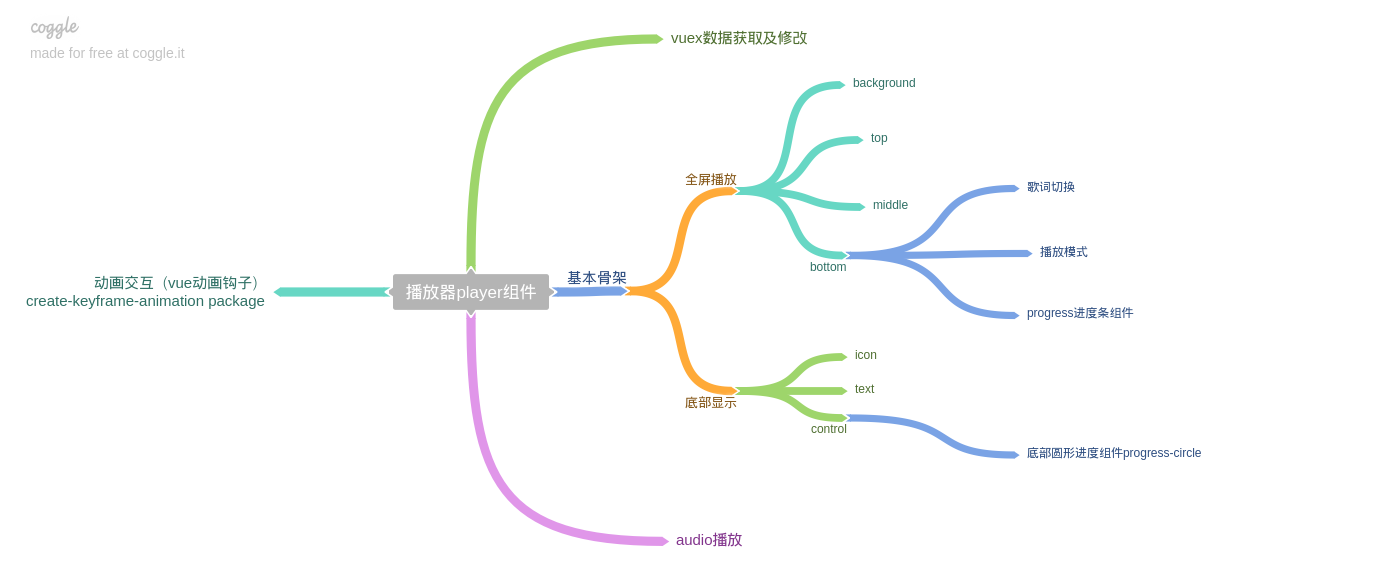 coggle
made for free at coggle.it
vuex数据获取及修改
background
top
全屏播放
middle
歌词切换
播放模式
bottom
progress进度条组件
动画交互（vue动画钩子）
create-keyframe-animation package
播放器player组件
基本骨架
icon
text
底部显示
control
底部圆形进度组件progress-circle
audio播放